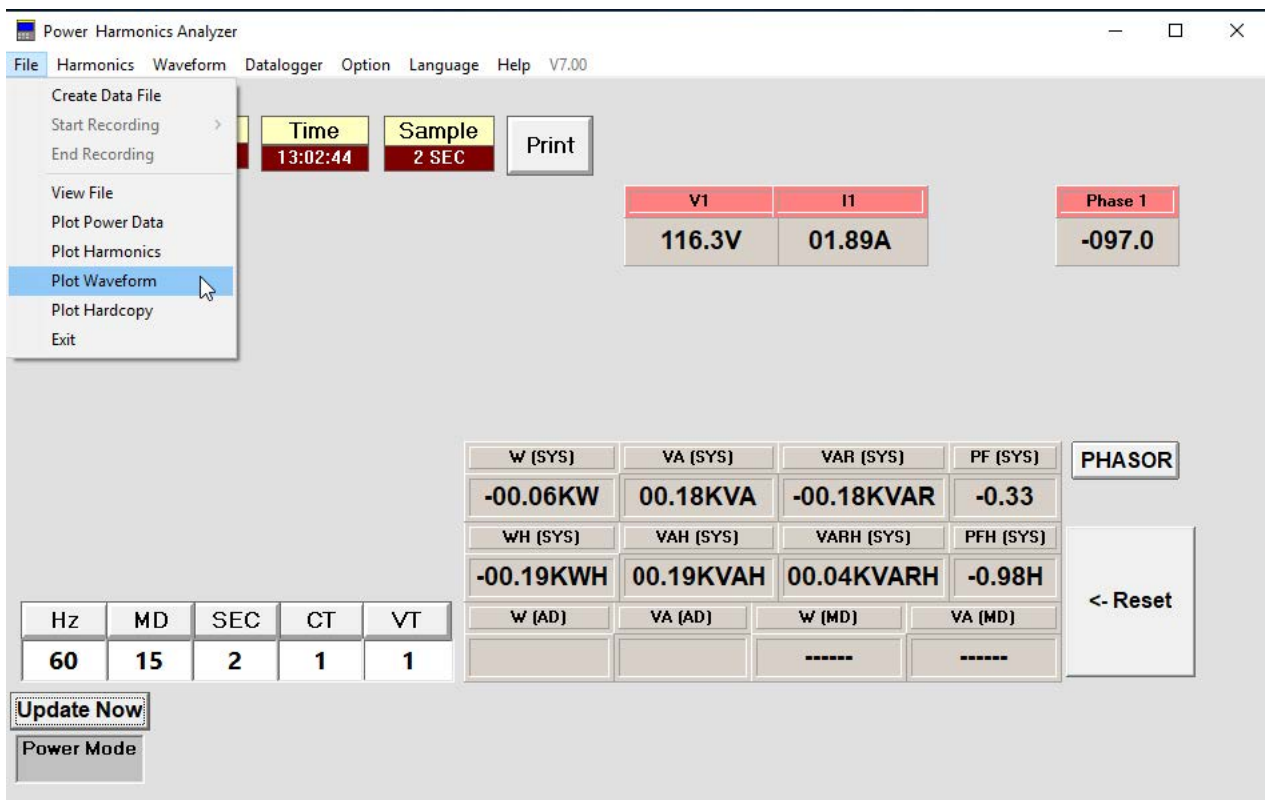 Power Harmonics Analyzer
File Harmonics Waveform Datalogger Option Language Help V7.00
Create Data File
Start Recording >
End Recording
View File
Plot Power Data
Plot Harmonics
Plot Waveform
Plot Hardcopy
Exit
Time Sample Print
13:02:44 2 SEC
V1 I1 Phase 1
116.3V 01.89A -097.0
W (SYS) VA (SYS) VAR (SYS) PF (SYS) PHASOR
-00.06KW 00.18KVA -00.18KVAR -0.33
WH (SYS) VAH (SYS) VARH (SYS) PFH (SYS)
-00.19KWH 00.19KVAH 00.04KVARH -0.98H
<- Reset
Hz MD SEC CT VT W (AD) VA (AD) W (MD) VA (MD)
60 15 2 1 1 ------ ------
Update Now
Power Mode